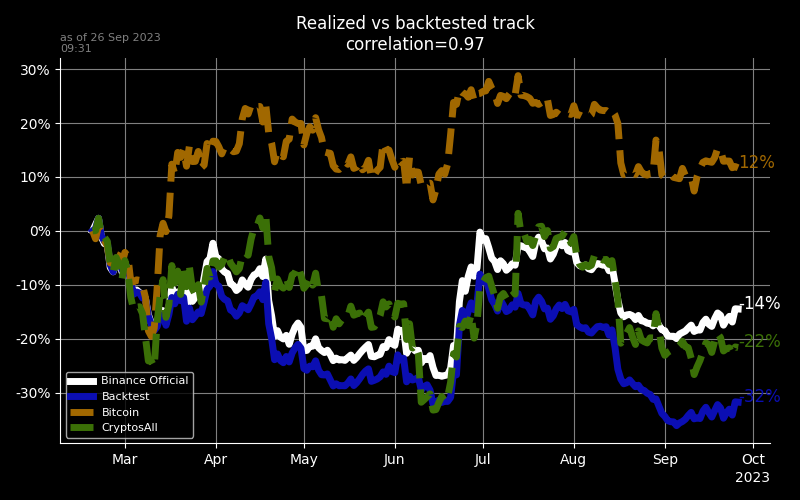 Realized vs backtested track
correlation=0.97
as of 26 Sep 2023
09:31
30%
20%
10%
0%
-10%
-20%
-30%
12%
-14%
-22%
-32%
Binance Official
Backtest
Bitcoin
CryptosAll
Mar
Apr
May
Jun
Jul
Aug
Sep
Oct
2023